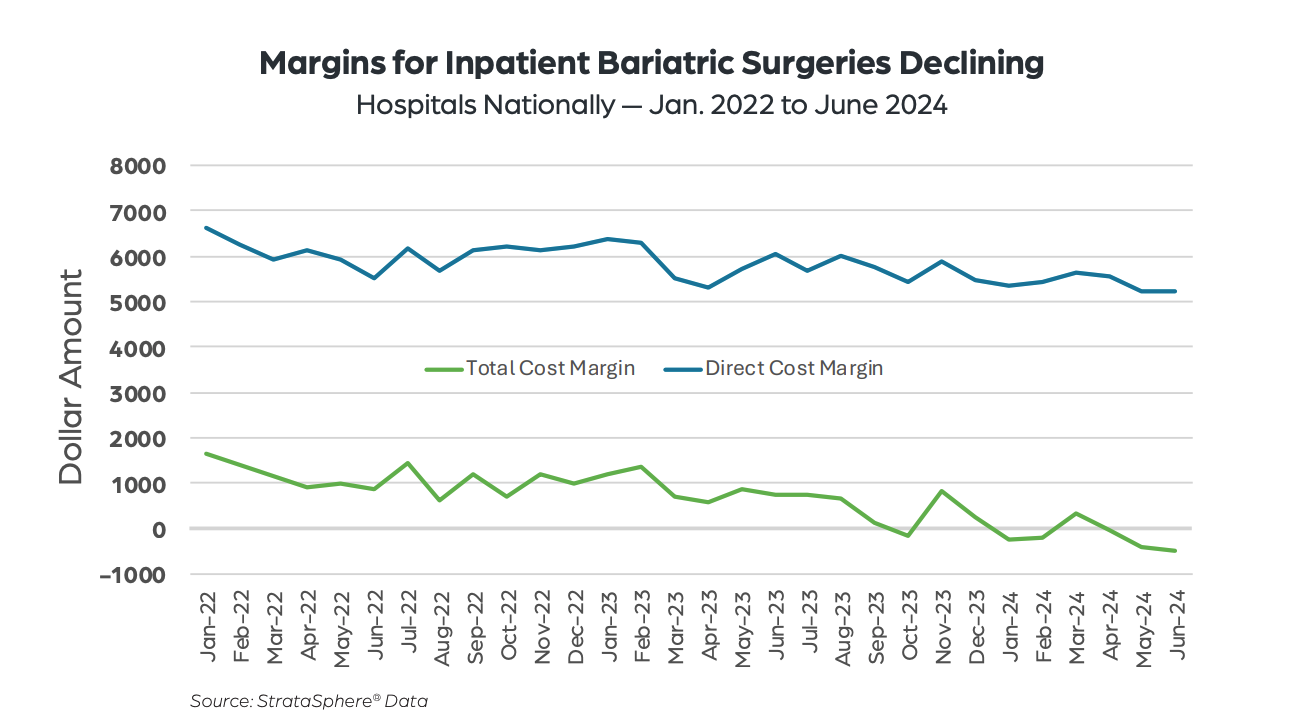 Margins for Inpatient Bariatric Surgeries Declining
Hospitals Nationally — Jan. 2022 to June 2024
Dollar Amount
8000
7000
6000
5000
4000
3000
2000
1000
0
-1000
Total Cost Margin
Direct Cost Margin
Jan-22
Feb-22
Mar-22
Apr-22
May-22
Jun-22
Jul-22
Aug-22
Sep-22
Oct-22
Nov-22
Dec-22
Jan-23
Feb-23
Mar-23
Apr-23
May-23
Jun-23
Jul-23
Aug-23
Sep-23
Oct-23
Nov-23
Dec-23
Jan-24
Feb-24
Mar-24
Apr-24
May-24
Jun-24
Source: StrataSphere® Data